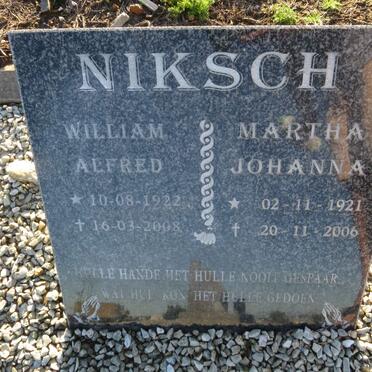 NIKSCH
WILLIAM
ALFRED
★ 10-08-1922
✝ 16-03-2008
MARTHA
JOHANNA
★ 02-11-1921
✝ 20-11-2006
HULLE HANDE HET HULLE NOOIT GESPAAR
WAT HUL KON HET HULLE GEDOEN